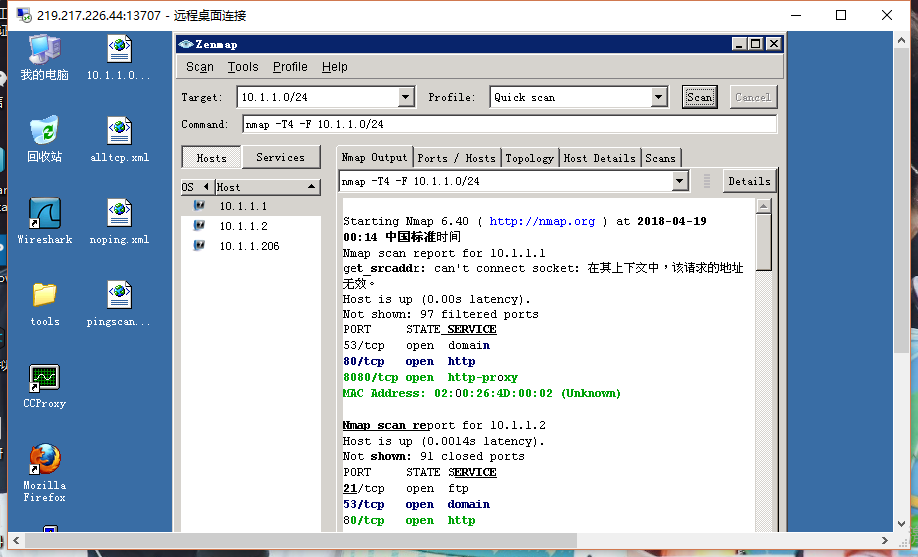 219.217.226.44:13707 - 远程桌面连接
我的电脑
10.1.1.0...
回收站
alltcp.xml
Wireshark
noping.xml
tools
pingscan...
CCProxy
Mozilla
Firefox
Zenmap
Scan Tools Profile Help
Target: 10.1.1.0/24 Profile: Quick scan Scan Cancel
Command: nmap -T4 -F 10.1.1.0/24
Hosts Services
OS Host
10.1.1.1
10.1.1.2
10.1.1.206
Nmap Output Ports / Hosts Topology Host Details Scans
nmap -T4 -F 10.1.1.0/24 Details
Starting Nmap 6.40 ( http://nmap.org ) at 2018-04-19
00:14 中国标准时间
Nmap scan report for 10.1.1.1
get_srcaddr: can't connect socket: 在其上下文中，该请求的地址
无效。
Host is up (0.00s latency).
Not shown: 97 filtered ports
PORT STATE SERVICE
53/tcp open domain
80/tcp open http
8080/tcp open http-proxy
MAC Address: 02:00:26:4D:00:02 (Unknown)
Nmap scan report for 10.1.1.2
Host is up (0.0014s latency).
Not shown: 91 closed ports
PORT STATE SERVICE
21/tcp open ftp
53/tcp open domain
80/tcp open http